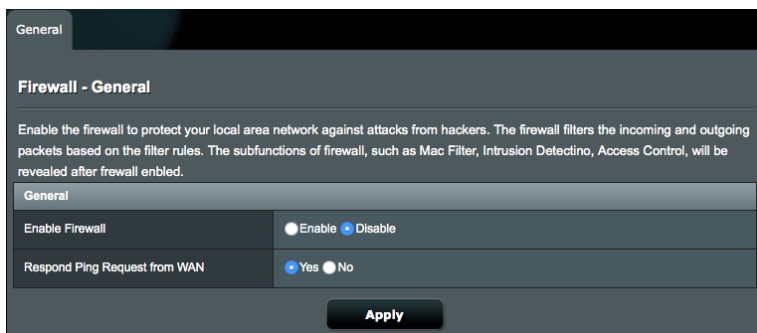 General
Firewall - General
Enable the firewall to protect your local area network against attacks from hackers. The firewall filters the incoming and outgoing
packets based on the filter rules. The subfunctions of firewall, such as Mac Filter, Intrusion Detectino, Access Control, will be
revealed after frewall enbled.
General
Enable Firewall Enable Disable
Respond Ping Request from WAN Yes No
Apply